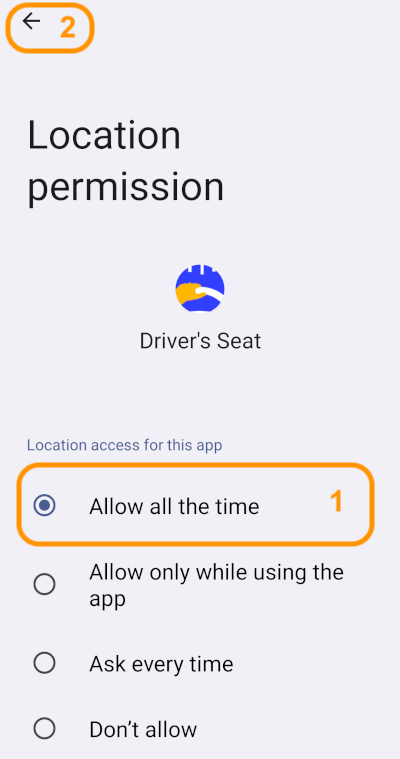 2
Location
permission
Driver's Seat
Location access for this app
Allow all the time 1
Allow only while using the
app
Ask every time
Don’t allow